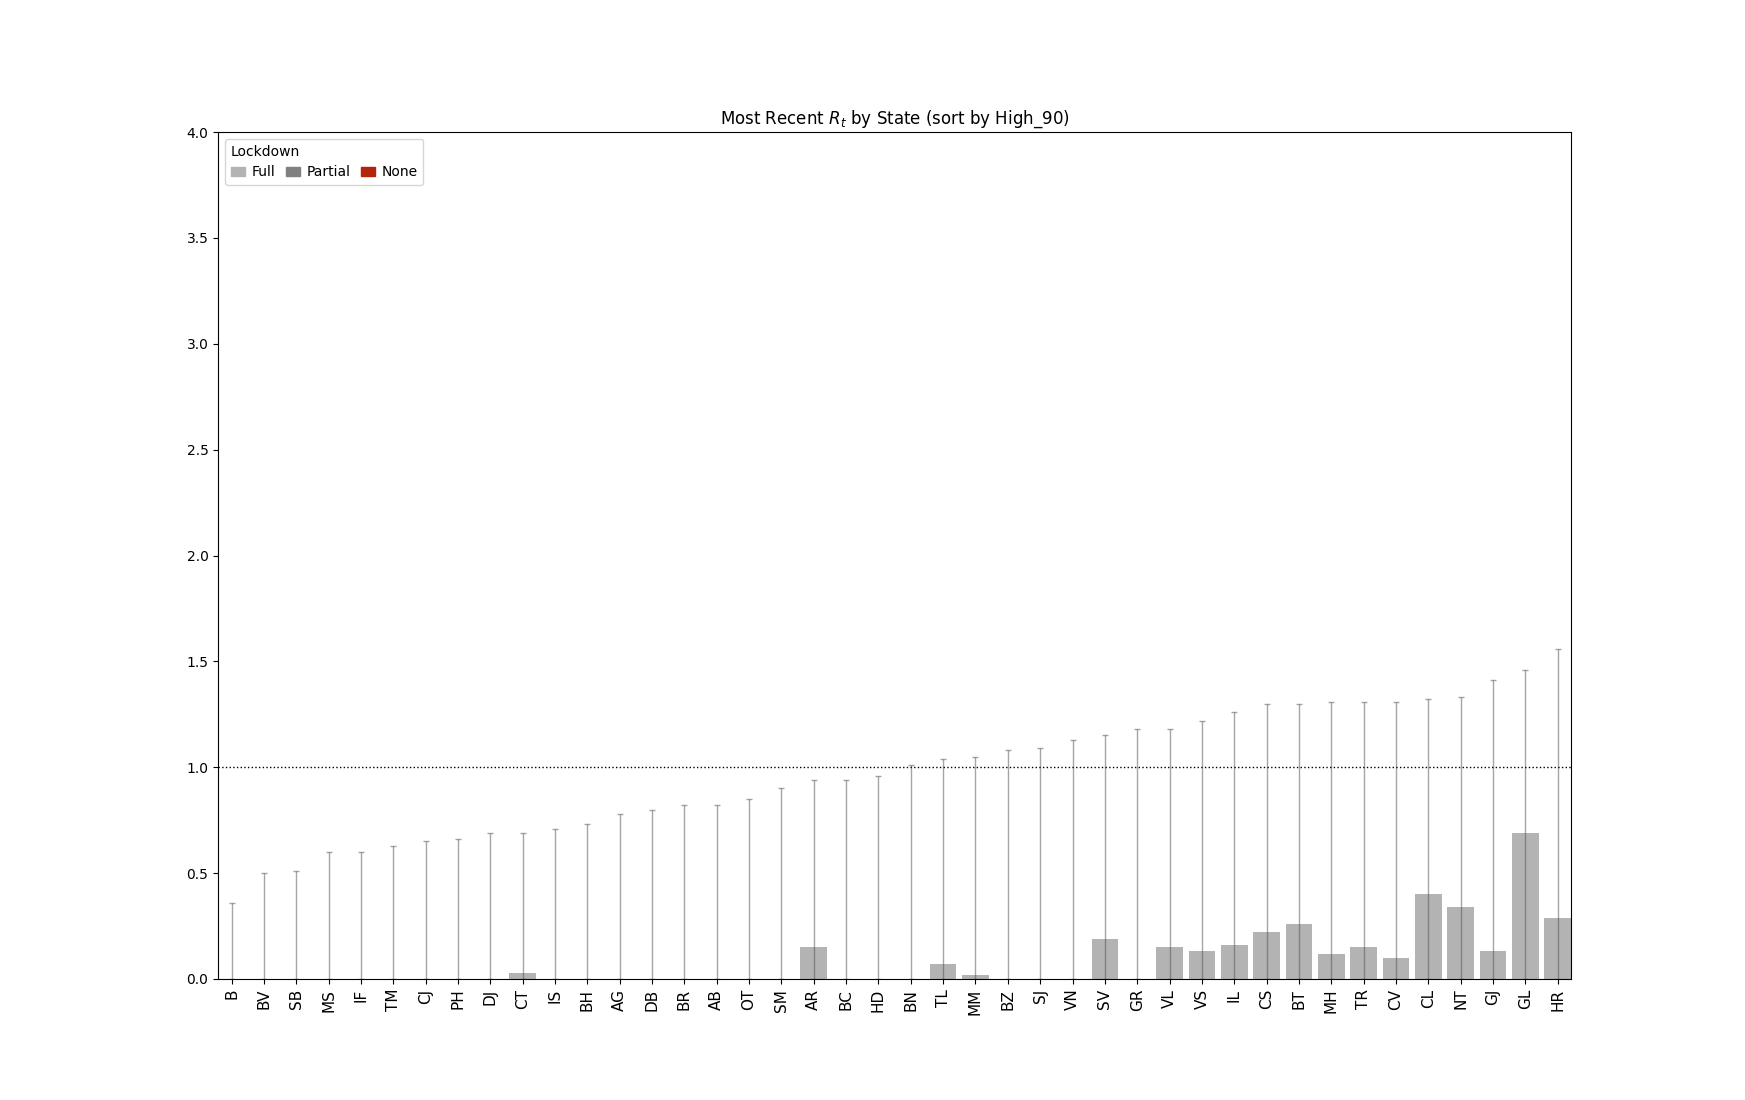 Most Recent R_t by State (sort by High_90)
4.0
Lockdown
Full Partial None
3.5
3.0
2.5
2.0
1.5
1.0
0.5
0.0
B BV SB MS IF TM CJ PH DJ CT IS BH AG DB BR AB OT SM AR BC HD BN TL MM BZ SJ VN SV GR VL VS IL CS BT MH TR CV CL NT GJ GL HR